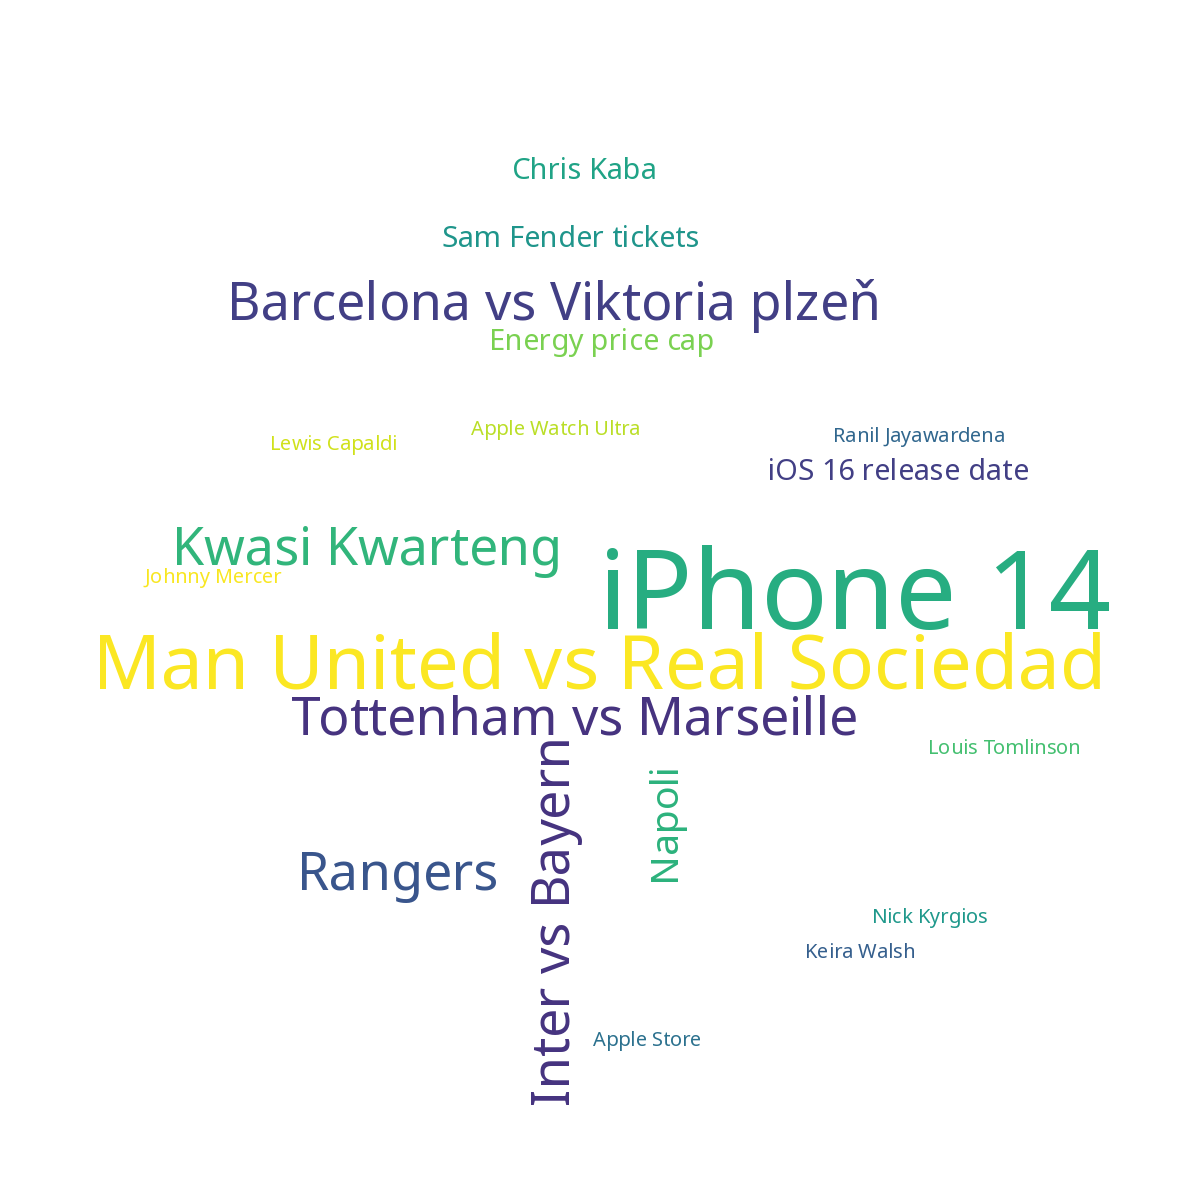 Chris Kaba
Sam Fender tickets
Barcelona vs Viktoria plzeň
Energy price cap
Apple Watch Ultra
Lewis Capaldi
Ranil Jayawardena
iOS 16 release date
Kwasi Kwarteng
Johnny Mercer
iPhone 14
Man United vs Real Sociedad
Tottenham vs Marseille
Louis Tomlinson
Inter vs Bayern
Napoli
Rangers
Nick Kyrgios
Keira Walsh
Apple Store